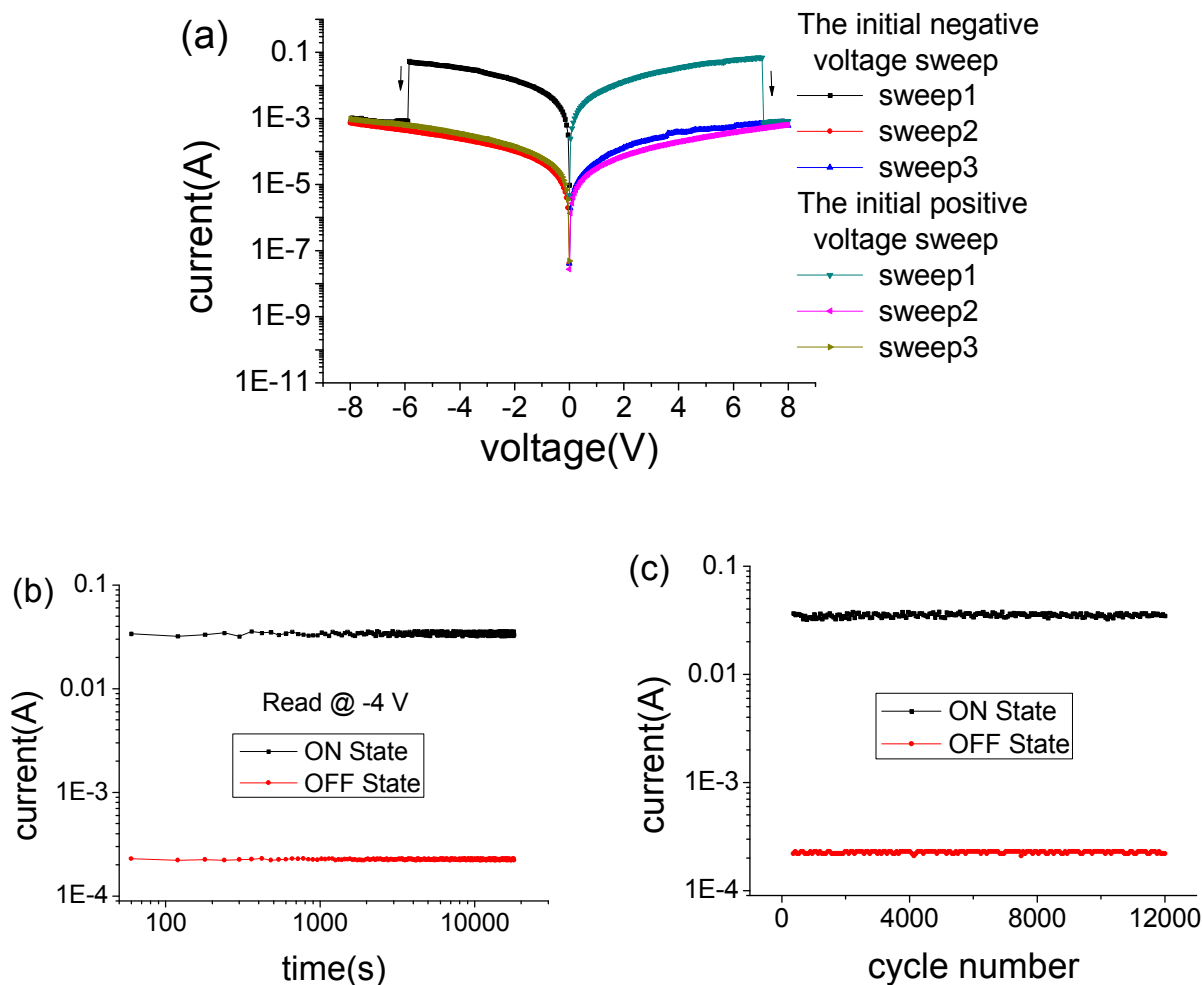 (a)
0.1
1E-3
1E-5
1E-7
1E-9
1E-11
current(A)
-8 -6 -4 -2 0 2 4 6 8
voltage(V)
The initial negative
voltage sweep
sweep1
sweep2
sweep3
The initial positive
voltage sweep
sweep1
sweep2
sweep3
(b)
0.1
0.01
1E-3
1E-4
current(A)
Read @ -4 V
ON State
OFF State
100 1000 10000
time(s)
(c)
0.1
0.01
1E-3
1E-4
current(A)
ON State
OFF State
0 4000 8000 12000
cycle number